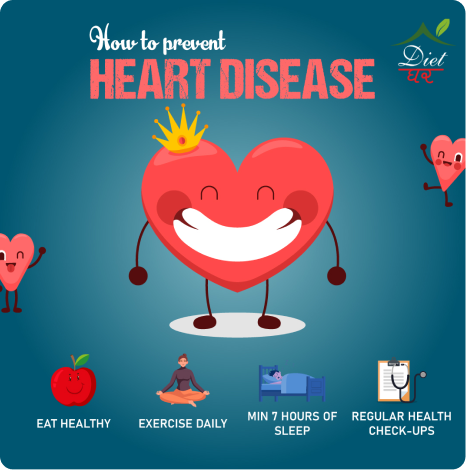 How to prevent
HEART DISEASE
Diet
घर
EAT HEALTHY
EXERCISE DAILY
MIN 7 HOURS OF
SLEEP
REGULAR HEALTH
CHECK-UPS